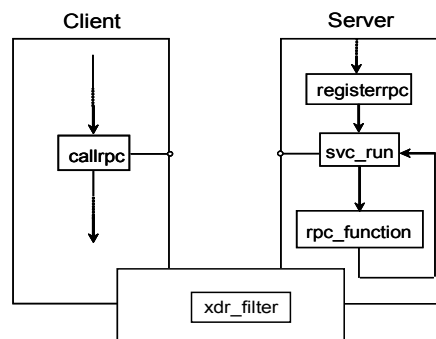 Client
Server
registerrpc
callrpc
svc_run
rpc_function
xdr_filter